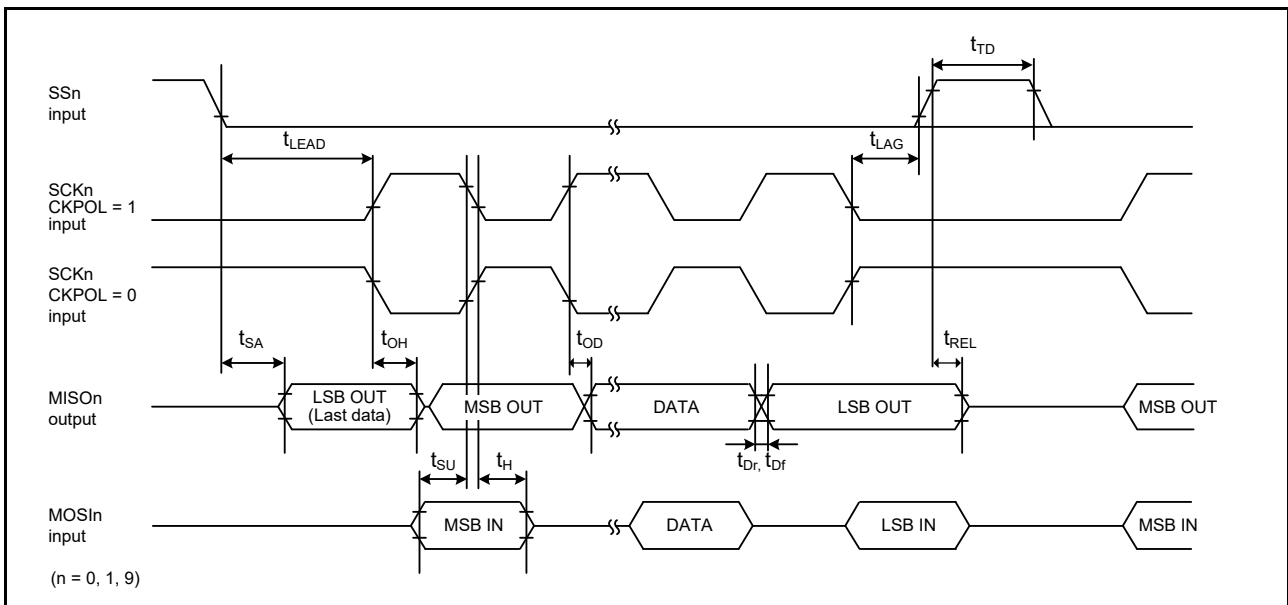 tTD
SSn
input
tLEAD
tLAG
SCKn
CKPOL = 1
input
SCKn
CKPOL = 0
input
tSA
tOH
tOD
tREL
MISOn
output
LSB OUT
(Last data)
MSB OUT
DATA
LSB OUT
MSB OUT
tSU
tH
tDr, tDf
MOSIn
input
MSB IN
DATA
LSB IN
MSB IN
(n = 0, 1, 9)